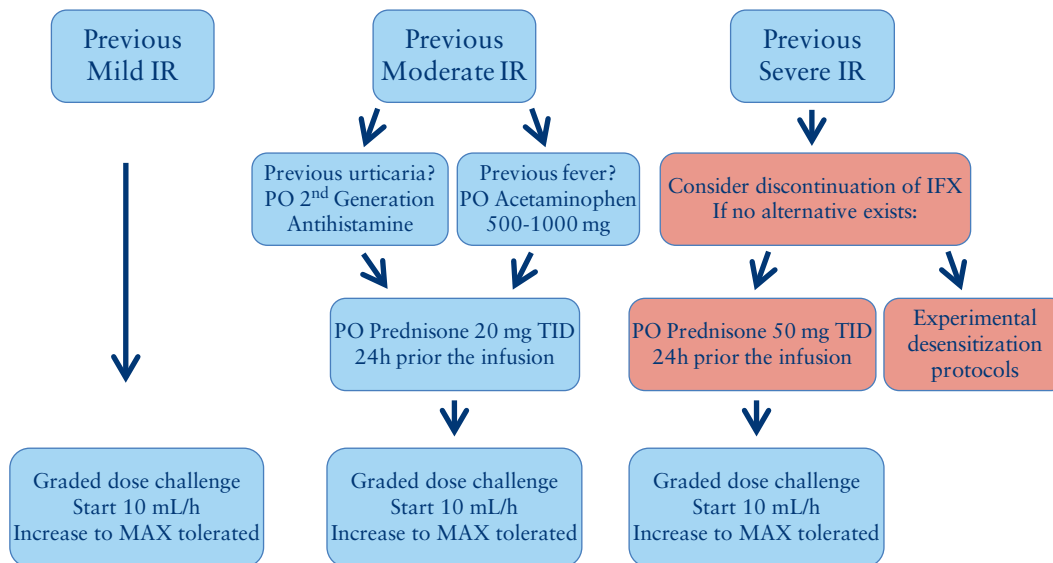 Previous
Mild IR
Previous
Moderate IR
Previous
Severe IR
Previous urticaria?
PO 2nd Generation
Antihistamine
Previous fever?
PO Acetaminophen
500-1000 mg
Consider discontinuation of IFX
If no alternative exists:
PO Prednisone 20 mg TID
24h prior the infusion
PO Prednisone 50 mg TID
24h prior the infusion
Experimental
desensitization
protocols
Graded dose challenge
Start 10 mL/h
Increase to MAX tolerated
Graded dose challenge
Start 10 mL/h
Increase to MAX tolerated
Graded dose challenge
Start 10 mL/h
Increase to MAX tolerated